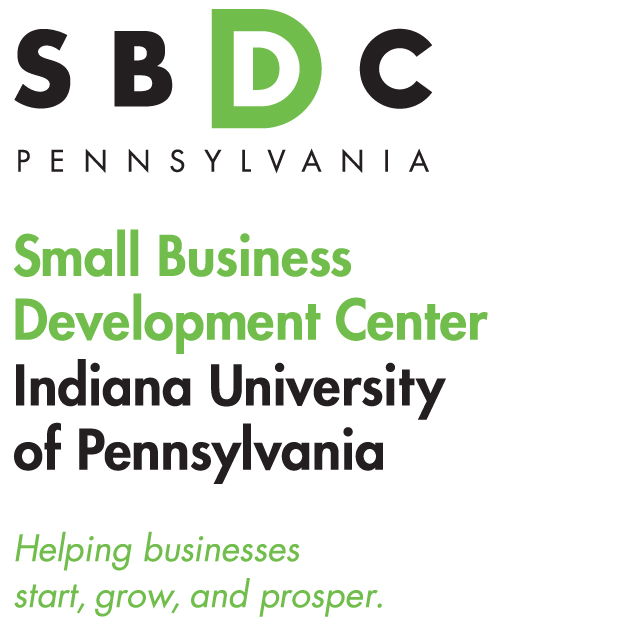 SBDC
PENNSYLVANIA
Small Business
Development Center
Indiana University
of Pennsylvania
Helping businesses
start, grow, and prosper.